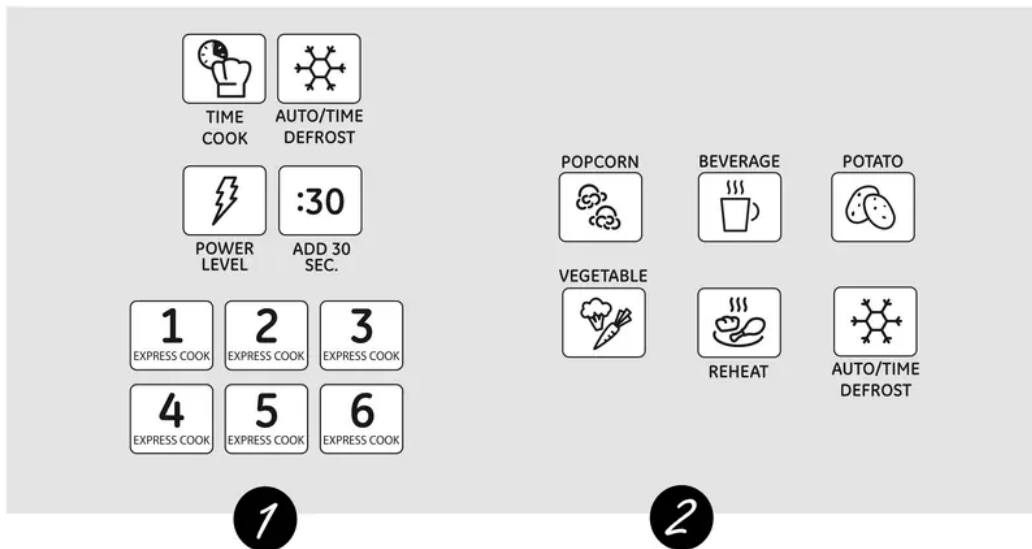 TIME
COOK
AUTO/TIME
DEFROST
POWER
LEVEL
:30
ADD 30
SEC.
1
EXPRESS COOK
2
EXPRESS COOK
3
EXPRESS COOK
4
EXPRESS COOK
5
EXPRESS COOK
6
EXPRESS COOK
1
POPCORN
BEVERAGE
POTATO
VEGETABLE
REHEAT
AUTO/TIME
DEFROST
2